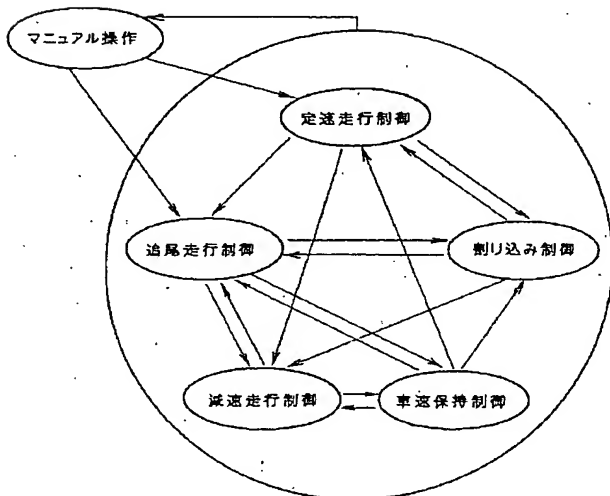 マニュアル操作
定速走行制御
追尾走行制御
割り込み制御
減速走行制御
車速保持制御